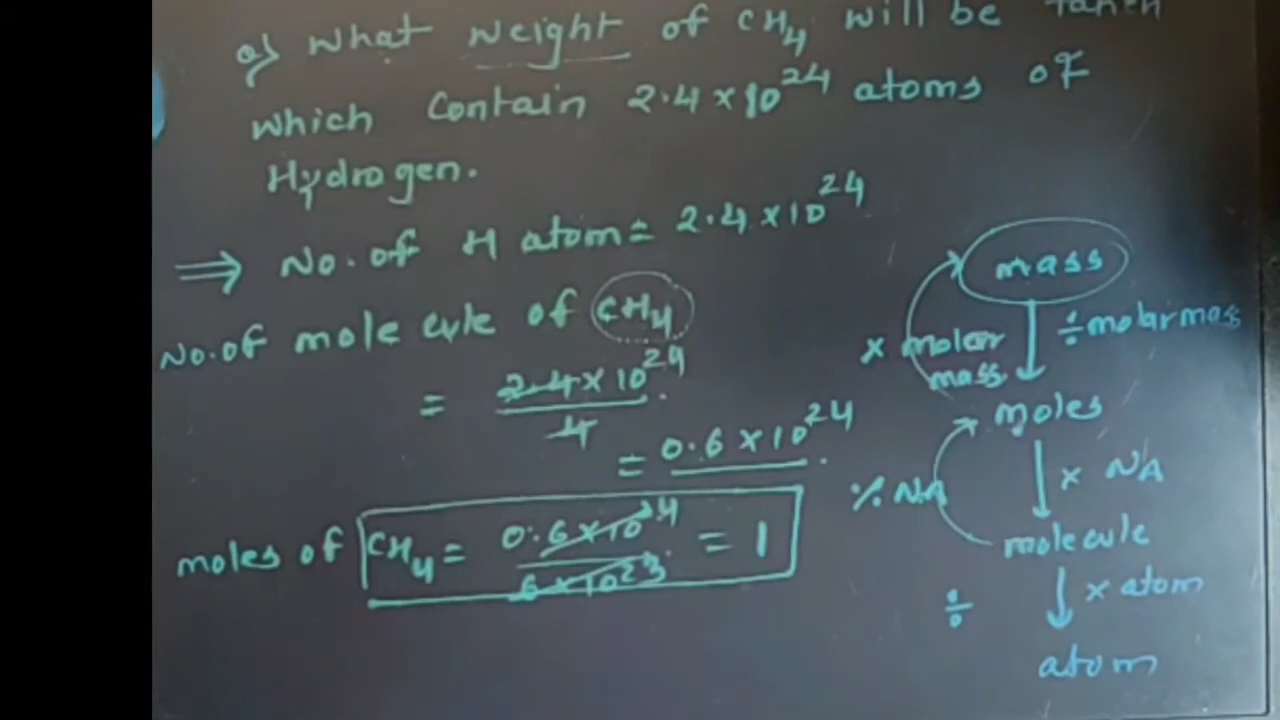 a) What weight of CH4 will be taken
which contain 2.4 × 10^24 atoms of
Hydrogen.
⇒ No. of H atom = 2.4 × 10^24
No. of molecule of CH4
= 2.4 × 10^24 / 4
= 0.6 × 10^24
moles of CH4 = 0.6 × 10^24 / 6 × 10^23 = 1
mass
÷ molar mass
× molar
mass
moles
× NA
% NA
molecule
÷
× atom
atom